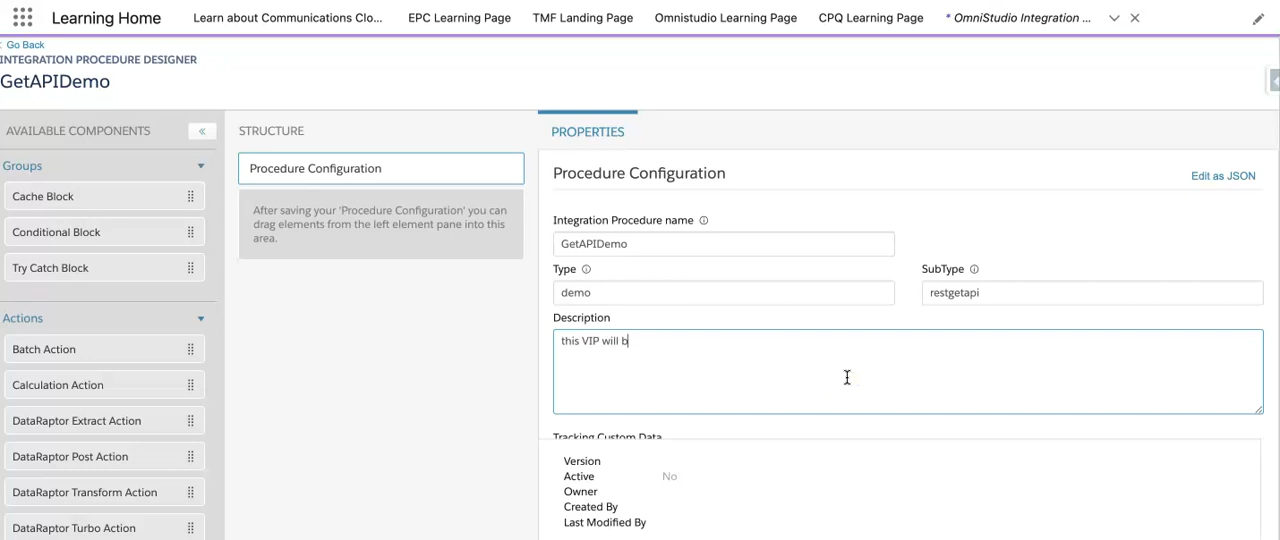 Learning Home
Learn about Communications Clo...
EPC Learning Page
TMF Landing Page
Omnistudio Learning Page
CPQ Learning Page
* OmniStudio Integration ...
Go Back
INTEGRATION PROCEDURE DESIGNER
GetAPIDemo
AVAILABLE COMPONENTS
Groups
Cache Block
Conditional Block
Try Catch Block
Actions
Batch Action
Calculation Action
DataRaptor Extract Action
DataRaptor Post Action
DataRaptor Transform Action
DataRaptor Turbo Action
STRUCTURE
Procedure Configuration
After saving your 'Procedure Configuration' you can
drag elements from the left element pane into this
area.
PROPERTIES
Procedure Configuration
Edit as JSON
Integration Procedure name
GetAPIDemo
Type
SubType
demo
restgetapi
Description
this VIP will b
Tracking Custom Data
Version
Active No
Owner
Created By
Last Modified By